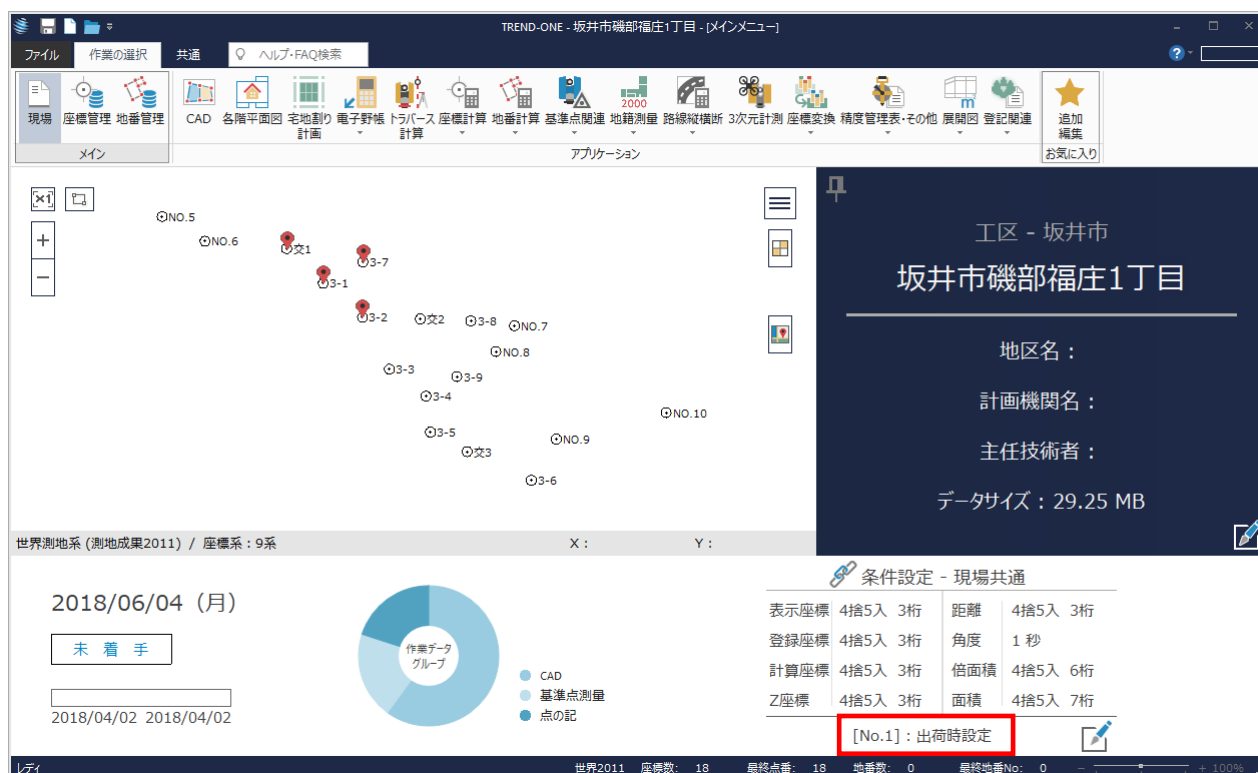 TREND-ONE - 坂井市磯部福庄1丁目 - [メインメニュー]
ファイル 作業の選択 共通 ヘルプ・FAQ検索
現場 座標管理 地番管理 CAD 各階平面図 宅地割り計画 電子野帳 トラバース計算 座標計算 地番計算 基準点関連 2000 地籍測量 路線縦横断 3次元計測 座標変換 精度管理表・その他 m 展開図 登記関連 追加編集
メイン アプリケーション お気に入り
×1
NO.5
NO.6
交1
3-7
3-1
3-2
交2
3-8
NO.7
NO.8
3-3
3-9
3-4
NO.10
3-5
NO.9
交3
3-6
工区 - 坂井市
坂井市磯部福庄1丁目
地区名：
計画機関名：
主任技術者：
データサイズ：29.25 MB
世界測地系 (測地成果2011) / 座標系：9系 X： Y：
2018/06/04（月）
未 着 手
2018/04/02 2018/04/02
作業データ
グループ
CAD
基準点測量
点の記
条件設定 - 現場共通
表示座標 4捨5入 3桁 距離 4捨5入 3桁
登録座標 4捨5入 3桁 角度 1 秒
計算座標 4捨5入 3桁 倍面積 4捨5入 6桁
Z座標 4捨5入 3桁 面積 4捨5入 7桁
[No.1]：出荷時設定
レディ 世界2011 座標数: 18 最終点番: 18 地番数: 0 最終地番No: 0 - + 100%